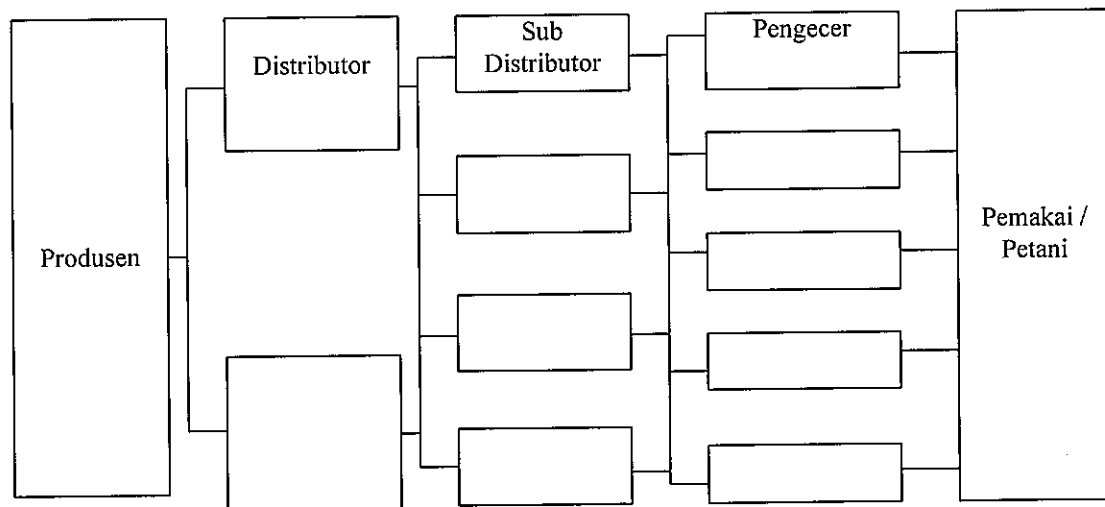 Produsen
Distributor
Sub
Distributor
Pengecer
Pemakai /
Petani